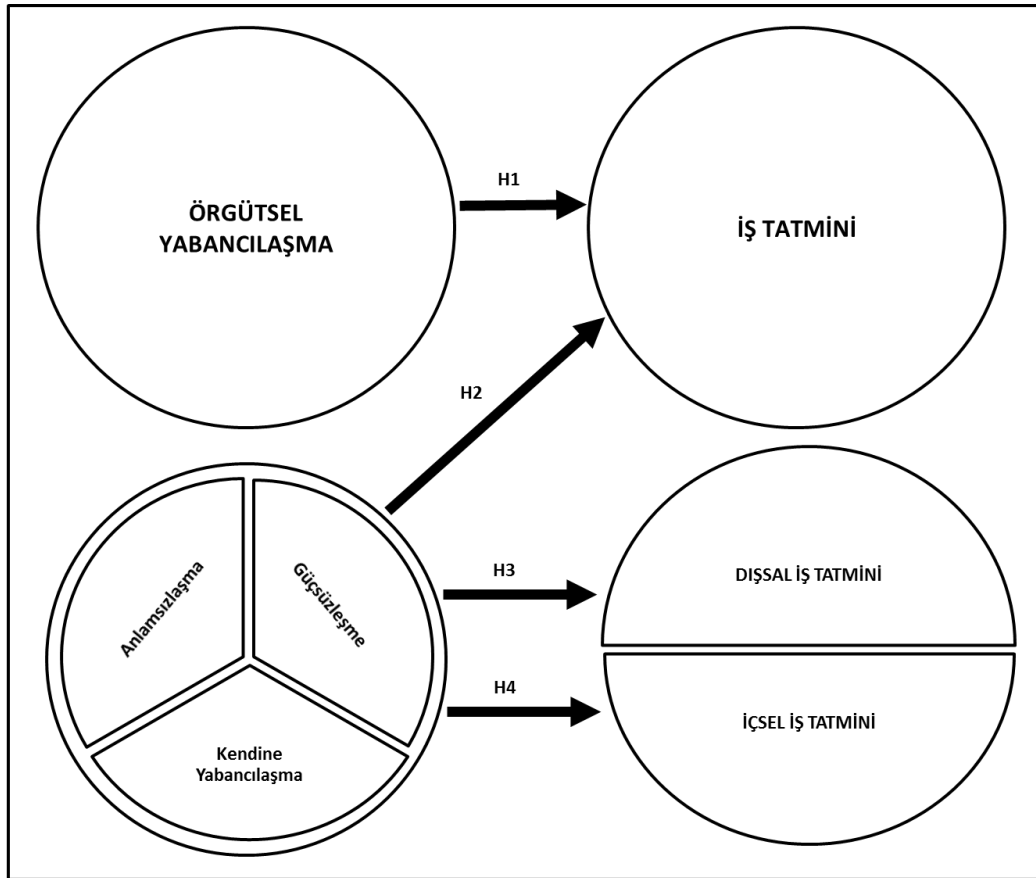 ÖRGÜTSEL
YABANCILAŞMA
H1
İŞ TATMİNİ
H2
Anlamsızlaşma
Güçsüzleşme
Kendine
Yabancılaşma
H3
H4
DIŞSAL İŞ TATMİNİ
İÇSEL İŞ TATMİNİ